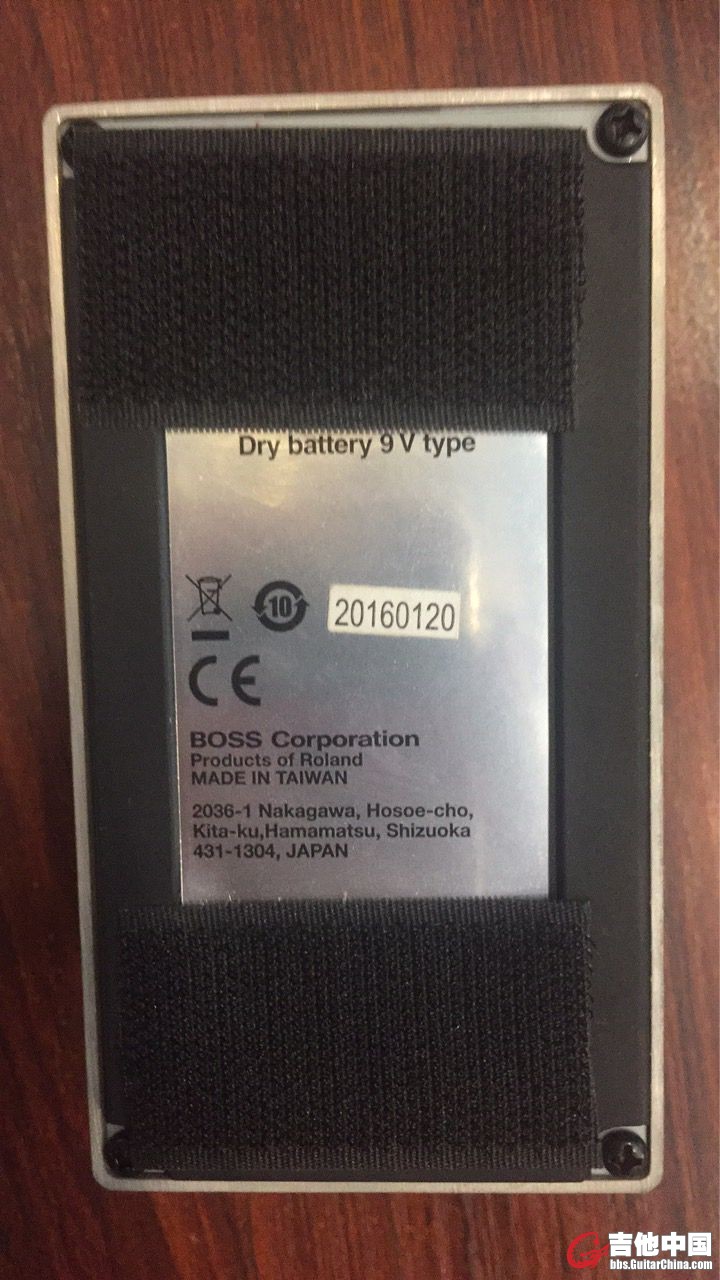 Dry battery 9 V type
10
20160120
CE
BOSS Corporation
Products of Roland
MADE IN TAIWAN
2036-1 Nakagawa, Hosoe-cho,
Kita-ku,Hamamatsu, Shizuoka
431-1304, JAPAN
吉他中国
bbs.GuitarChina.com